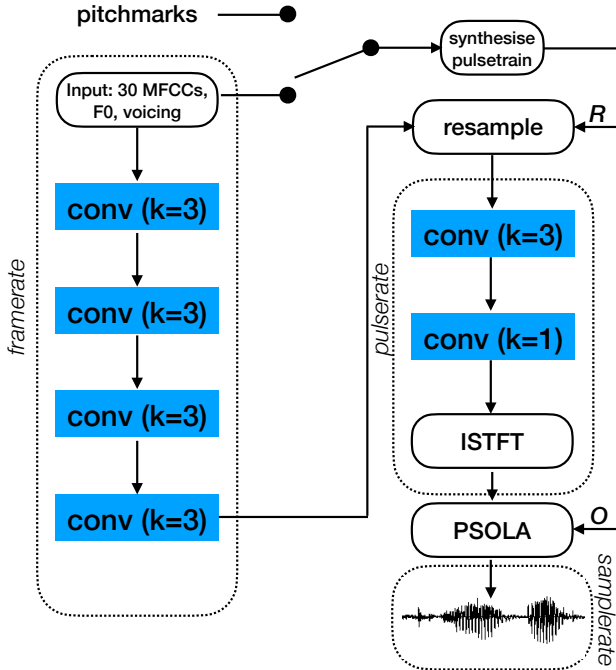 pitchmarks
synthesise
pulsetrain
Input: 30 MFCCs,
F0, voicing
conv (k=3)
conv (k=3)
conv (k=3)
conv (k=3)
framerate
resample
R
conv (k=3)
conv (k=1)
ISTFT
pulserate
PSOLA
O
samplerate